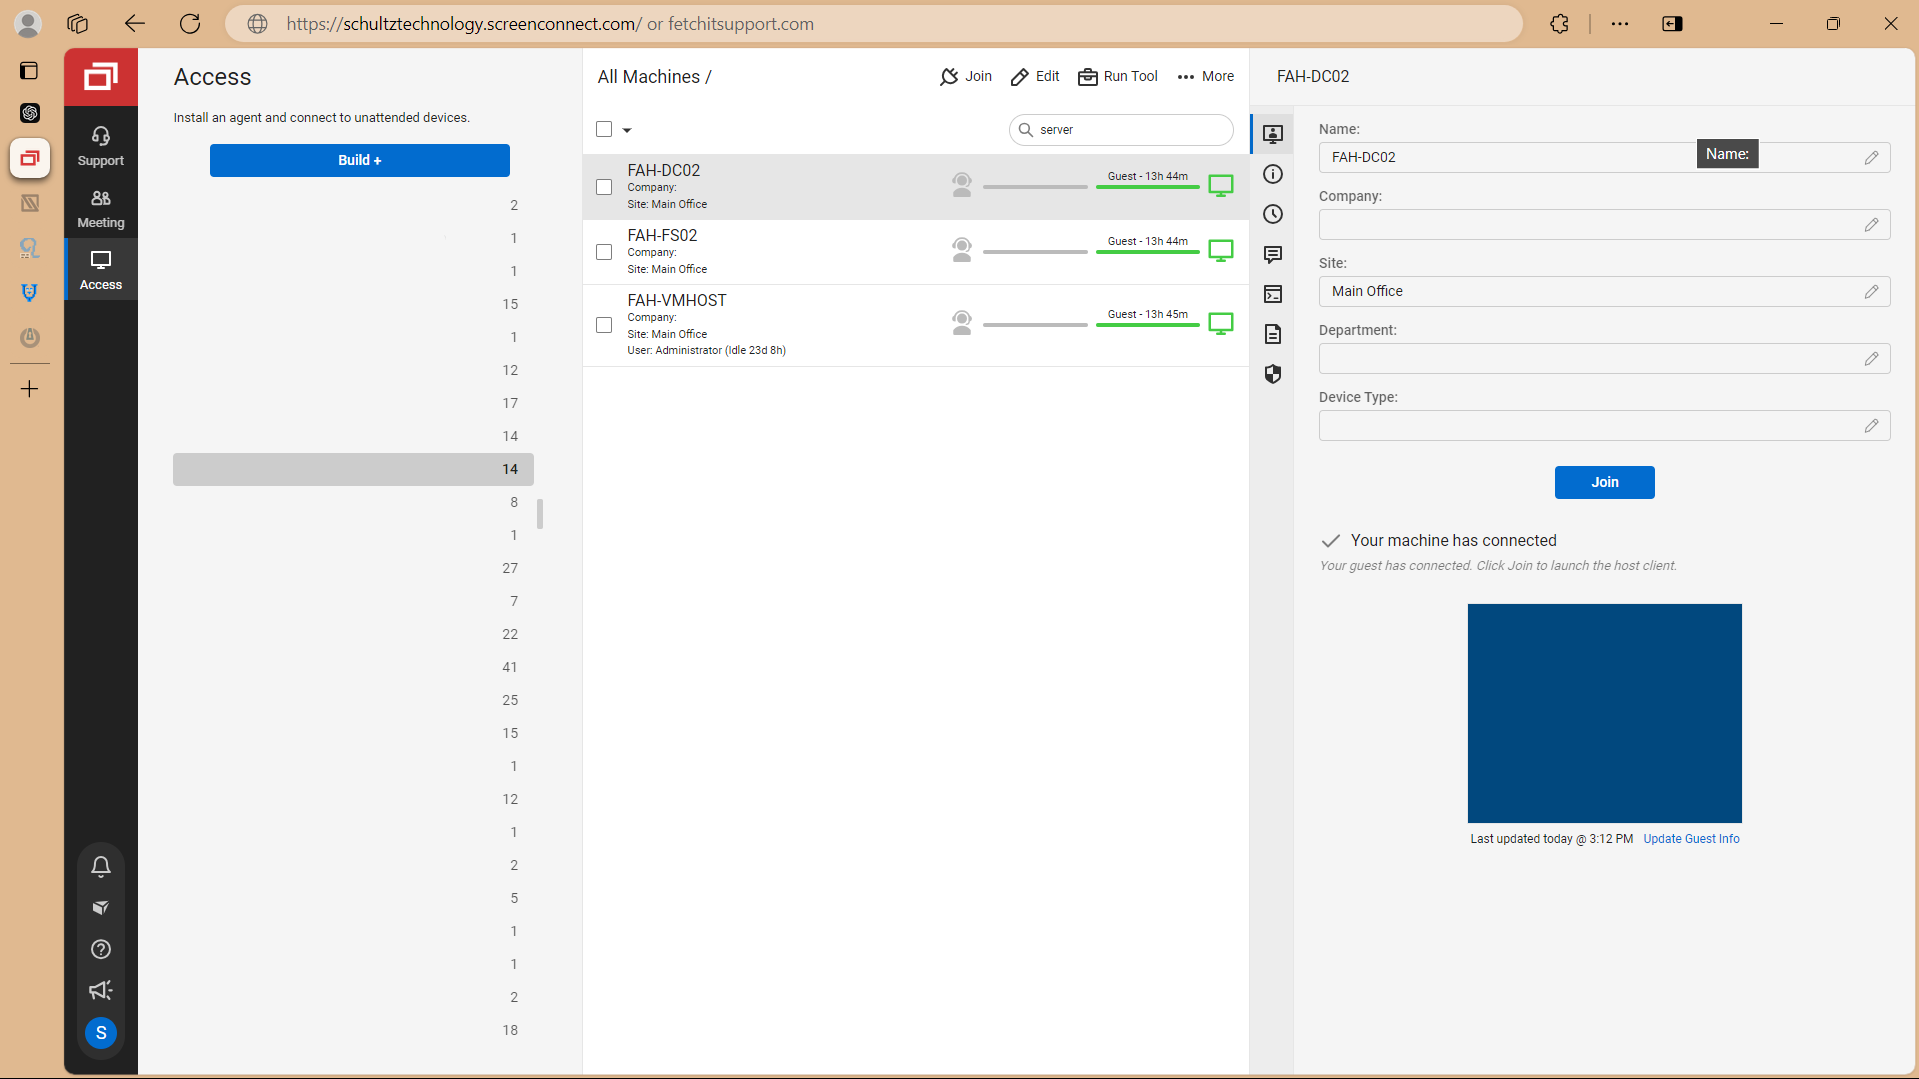 https://schultztechnology.screenconnect.com/ or fetchitsupport.com
Support
Meeting
Access
S
Access
Install an agent and connect to unattended devices.
Build +
2
1
1
15
1
12
17
14
14
8
1
27
7
22
41
25
15
1
12
1
2
5
1
1
2
18
All Machines /
Join
Edit
Run Tool
More
server
FAH-DC02
Company:
Site: Main Office
Guest - 13h 44m
FAH-FS02
Company:
Site: Main Office
Guest - 13h 44m
FAH-VMHOST
Company:
Site: Main Office
User: Administrator (Idle 23d 8h)
Guest - 13h 45m
FAH-DC02
Name:
FAH-DC02
Name:
Company:
Site:
Main Office
Department:
Device Type:
Join
Your machine has connected
Your guest has connected. Click Join to launch the host client.
Last updated today @ 3:12 PM Update Guest Info